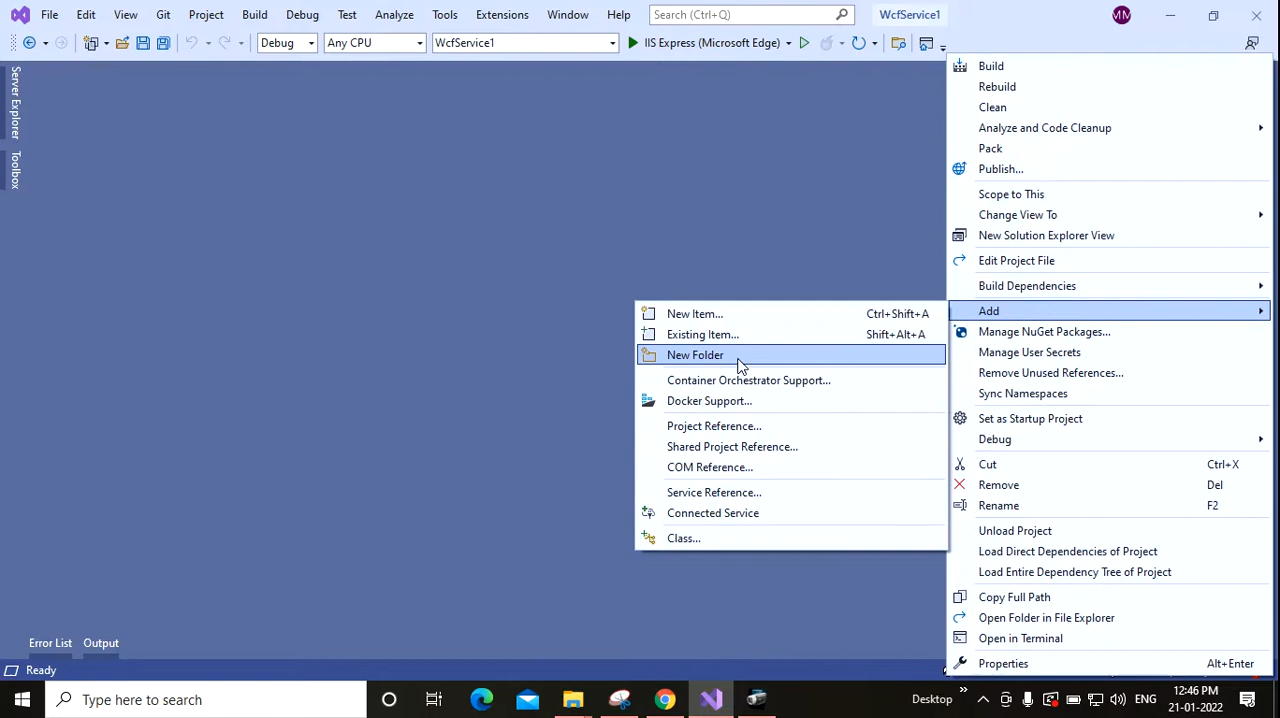 File Edit View Git Project Build Debug Test Analyze Tools Extensions Window Help Search (Ctrl+Q) WcfService1 MM
Debug Any CPU WcfService1 IIS Express (Microsoft Edge)
Server Explorer
Toolbox
Build
Rebuild
Clean
Analyze and Code Cleanup
Pack
Publish...
Scope to This
Change View To
New Solution Explorer View
Edit Project File
Build Dependencies
Add
Manage NuGet Packages...
Manage User Secrets
Remove Unused References...
Sync Namespaces
Set as Startup Project
Debug
Cut Ctrl+X
Remove Del
Rename F2
Unload Project
Load Direct Dependencies of Project
Load Entire Dependency Tree of Project
Copy Full Path
Open Folder in File Explorer
Open in Terminal
Properties Alt+Enter
New Item... Ctrl+Shift+A
Existing Item... Shift+Alt+A
New Folder
Container Orchestrator Support...
Docker Support...
Project Reference...
Shared Project Reference...
COM Reference...
Service Reference...
Connected Service
Class...
Error List Output
Ready
Type here to search
Desktop
ENG
12:46 PM
21-01-2022